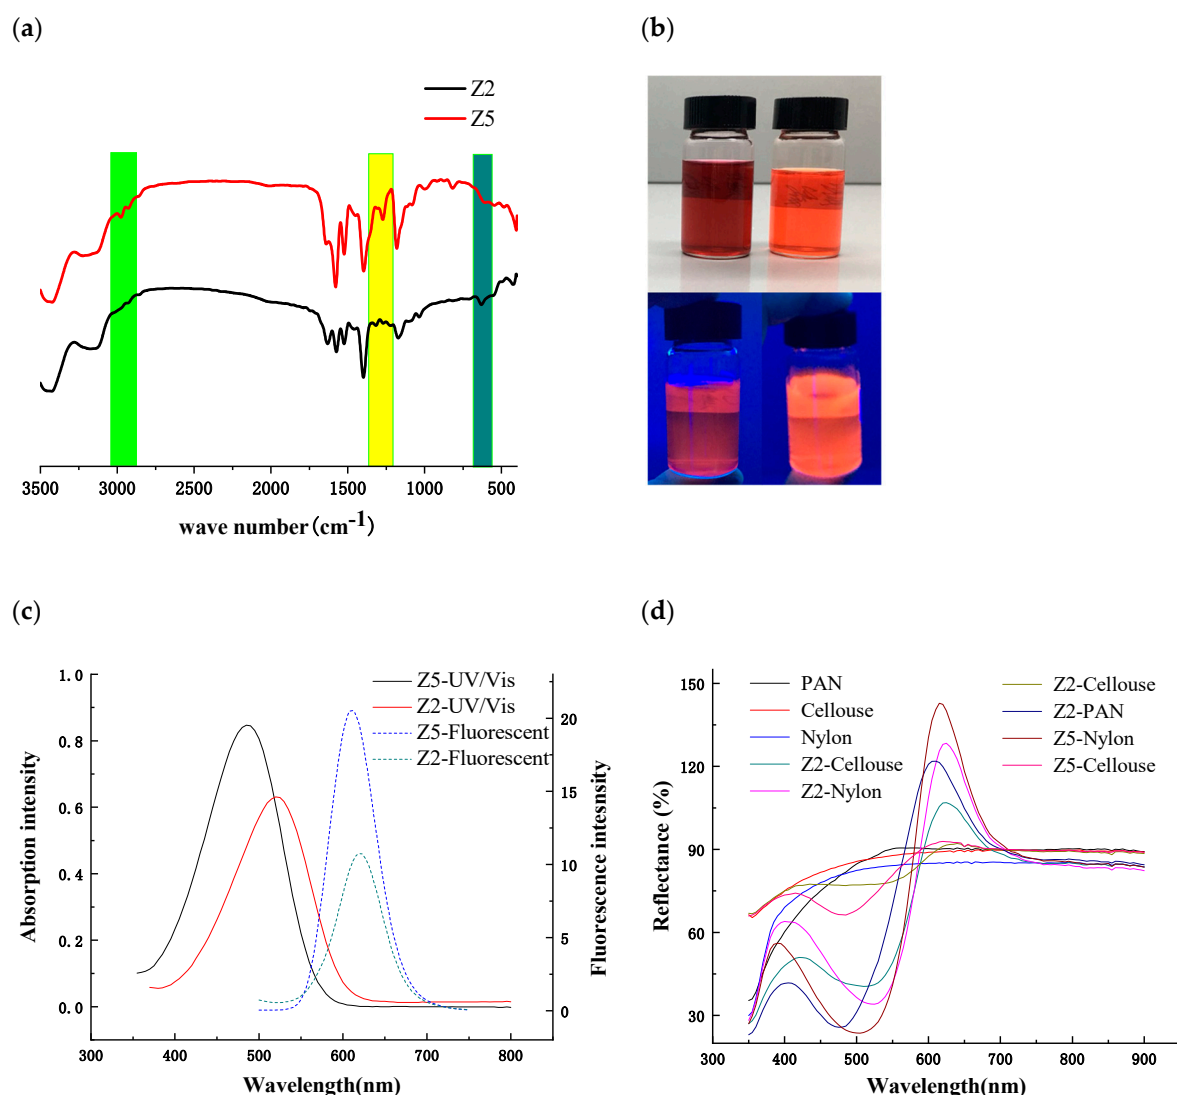 (a)
Z2
Z5
3500 3000 2500 2000 1500 1000 500
wave number (cm-1)
(b)
(c)
Z5-UV/Vis
Z2-UV/Vis
Z5-Fluorescent
Z2-Fluorescent
1.0
0.8
0.6
0.4
0.2
0.0
Absorption intensity
20
15
10
5
0
Fluorescence intesnsity
300 400 500 600 700 800
Wavelength(nm)
(d)
PAN
Cellouse
Nylon
Z2-Cellouse
Z2-Nylon
Z2-Cellouse
Z2-PAN
Z5-Nylon
Z5-Cellouse
150
120
90
60
30
Reflectance (%)
300 400 500 600 700 800 900
Wavelength(nm)